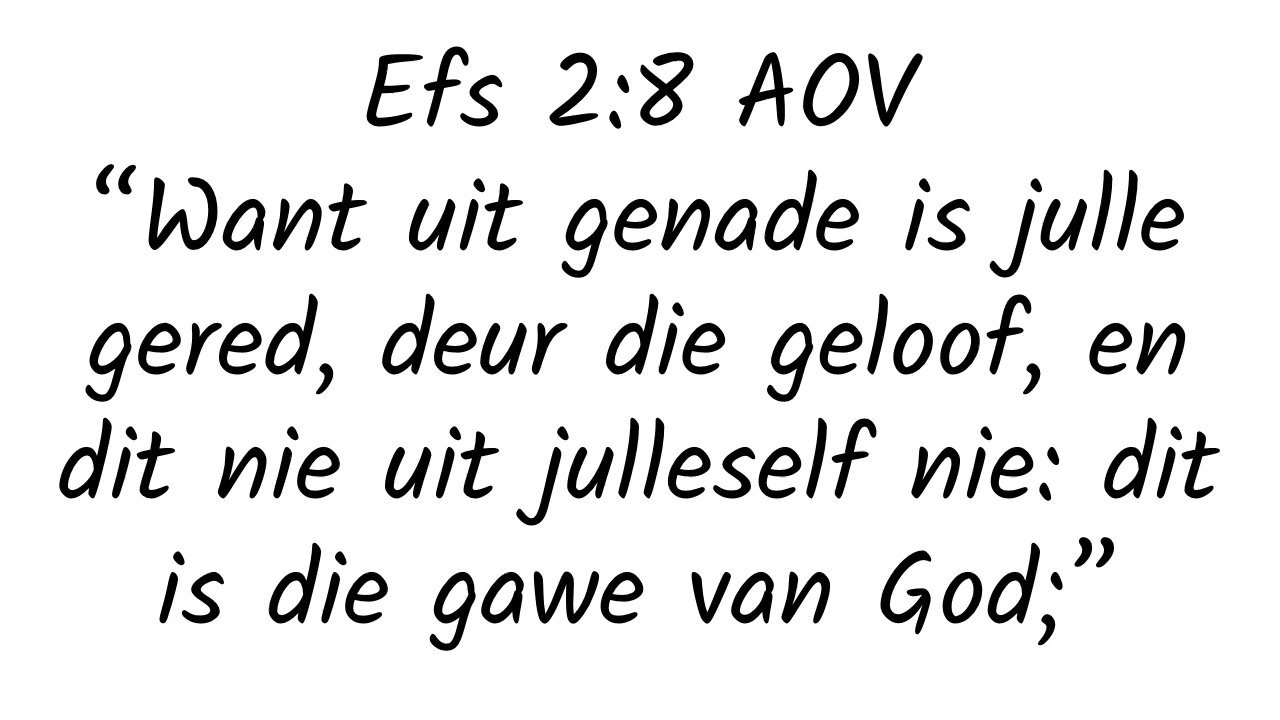 Efs 2:8 AOV
“Want uit genade is julle
gered, deur die geloof, en
dit nie uit julleself nie: dit
is die gawe van God;”